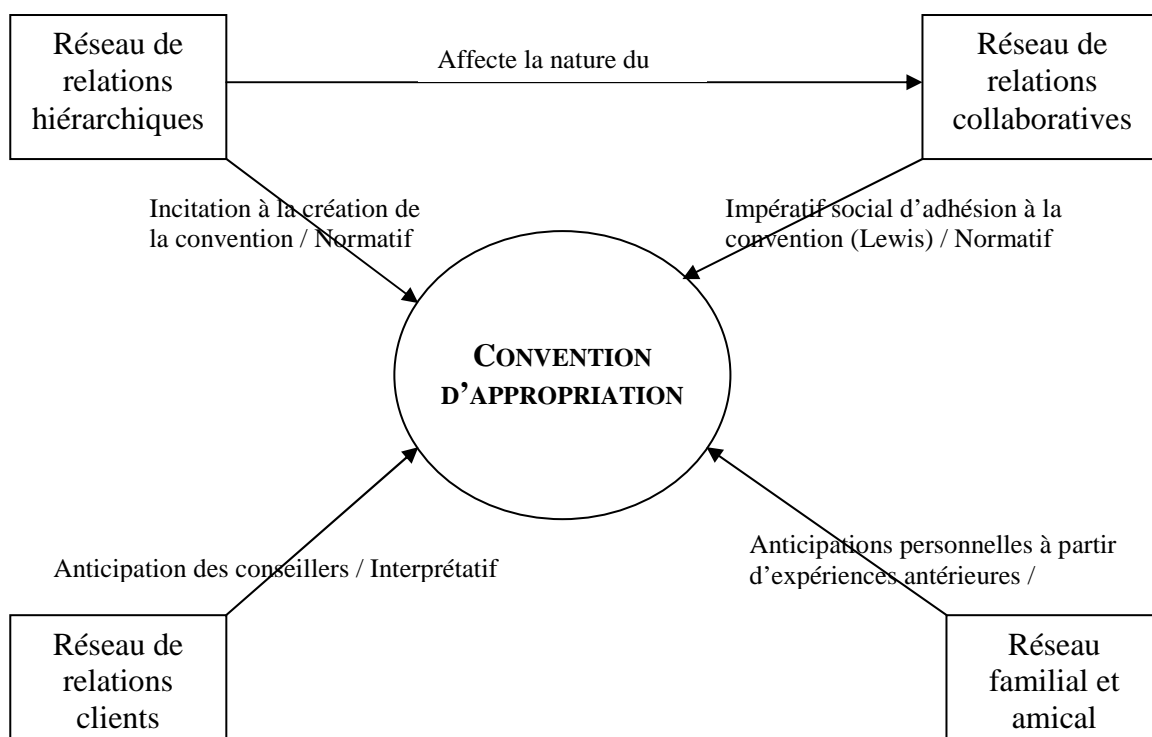 Réseau de
relations
hiérarchiques
Affecte la nature du
Réseau de
relations
collaboratives
Incitation à la création de
la convention / Normatif
Impératif social d’adhésion à la
convention (Lewis) / Normatif
CONVENTION
D’APPROPRIATION
Anticipation des conseillers / Interprétatif
Anticipations personnelles à partir
d’expériences antérieures /
Réseau de
relations
clients
Réseau
familial et
amical